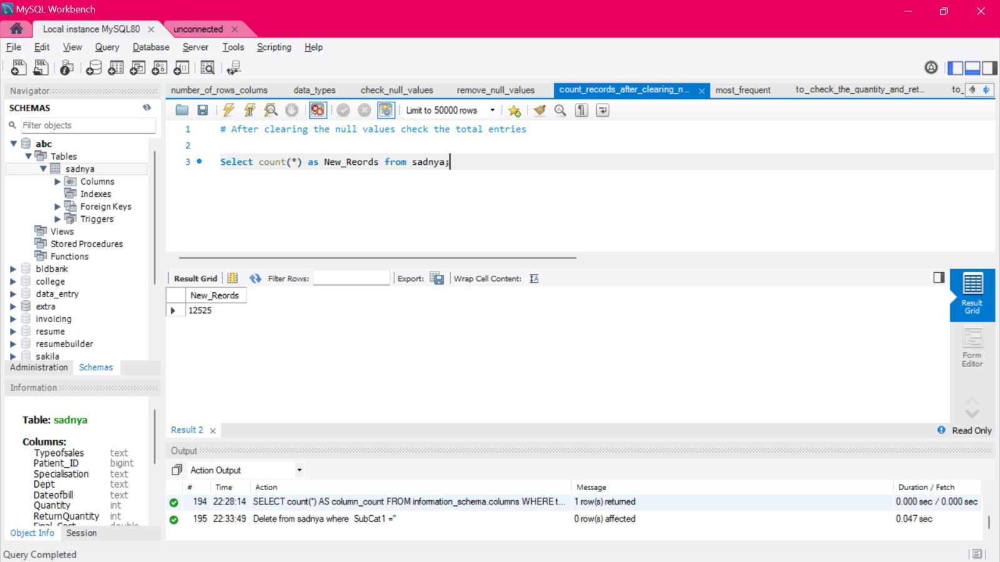 MySQL Workbench
Local instance MySQL80
unconnected
File Edit View Query Database Server Tools Scripting Help
Navigator
number_of_rows_colums data_types check_null_values remove_null_values count_records_after_clearing_n... most_frequent to_check_the_quantity_and_ret... to_
SCHEMAS
Limit to 50000 rows
Filter objects
1 # After clearing the null values check the total entries
2
3 Select count(*) as New_Reords from sadnya;
abc
Tables
sadnya
Columns
Indexes
Foreign Keys
Triggers
Views
Stored Procedures
Functions
bldbank
college
data_entry
extra
invoicing
resume
resumebuilder
sakila
Administration Schemas
Result Grid Filter Rows: Export: Wrap Cell Content:
New_Reords
12525
Result
Grid
Form
Editor
Information
Table: sadnya
Columns:
Typeofsales text
Patient_ID bigint
Specialisation text
Dept text
Dateofbill text
Quantity int
ReturnQuantity int
Final_Cost double
Object Info Session
Result 2
Read Only
Output
Action Output
# Time Action Message Duration / Fetch
194 22:28:14 SELECT count(*) AS column_count FROM information_schema.columns WHERE t... 1 row(s) returned 0.000 sec / 0.000 sec
195 22:33:49 Delete from sadnya where SubCat1 ='' 0 row(s) affected 0.047 sec
Query Completed